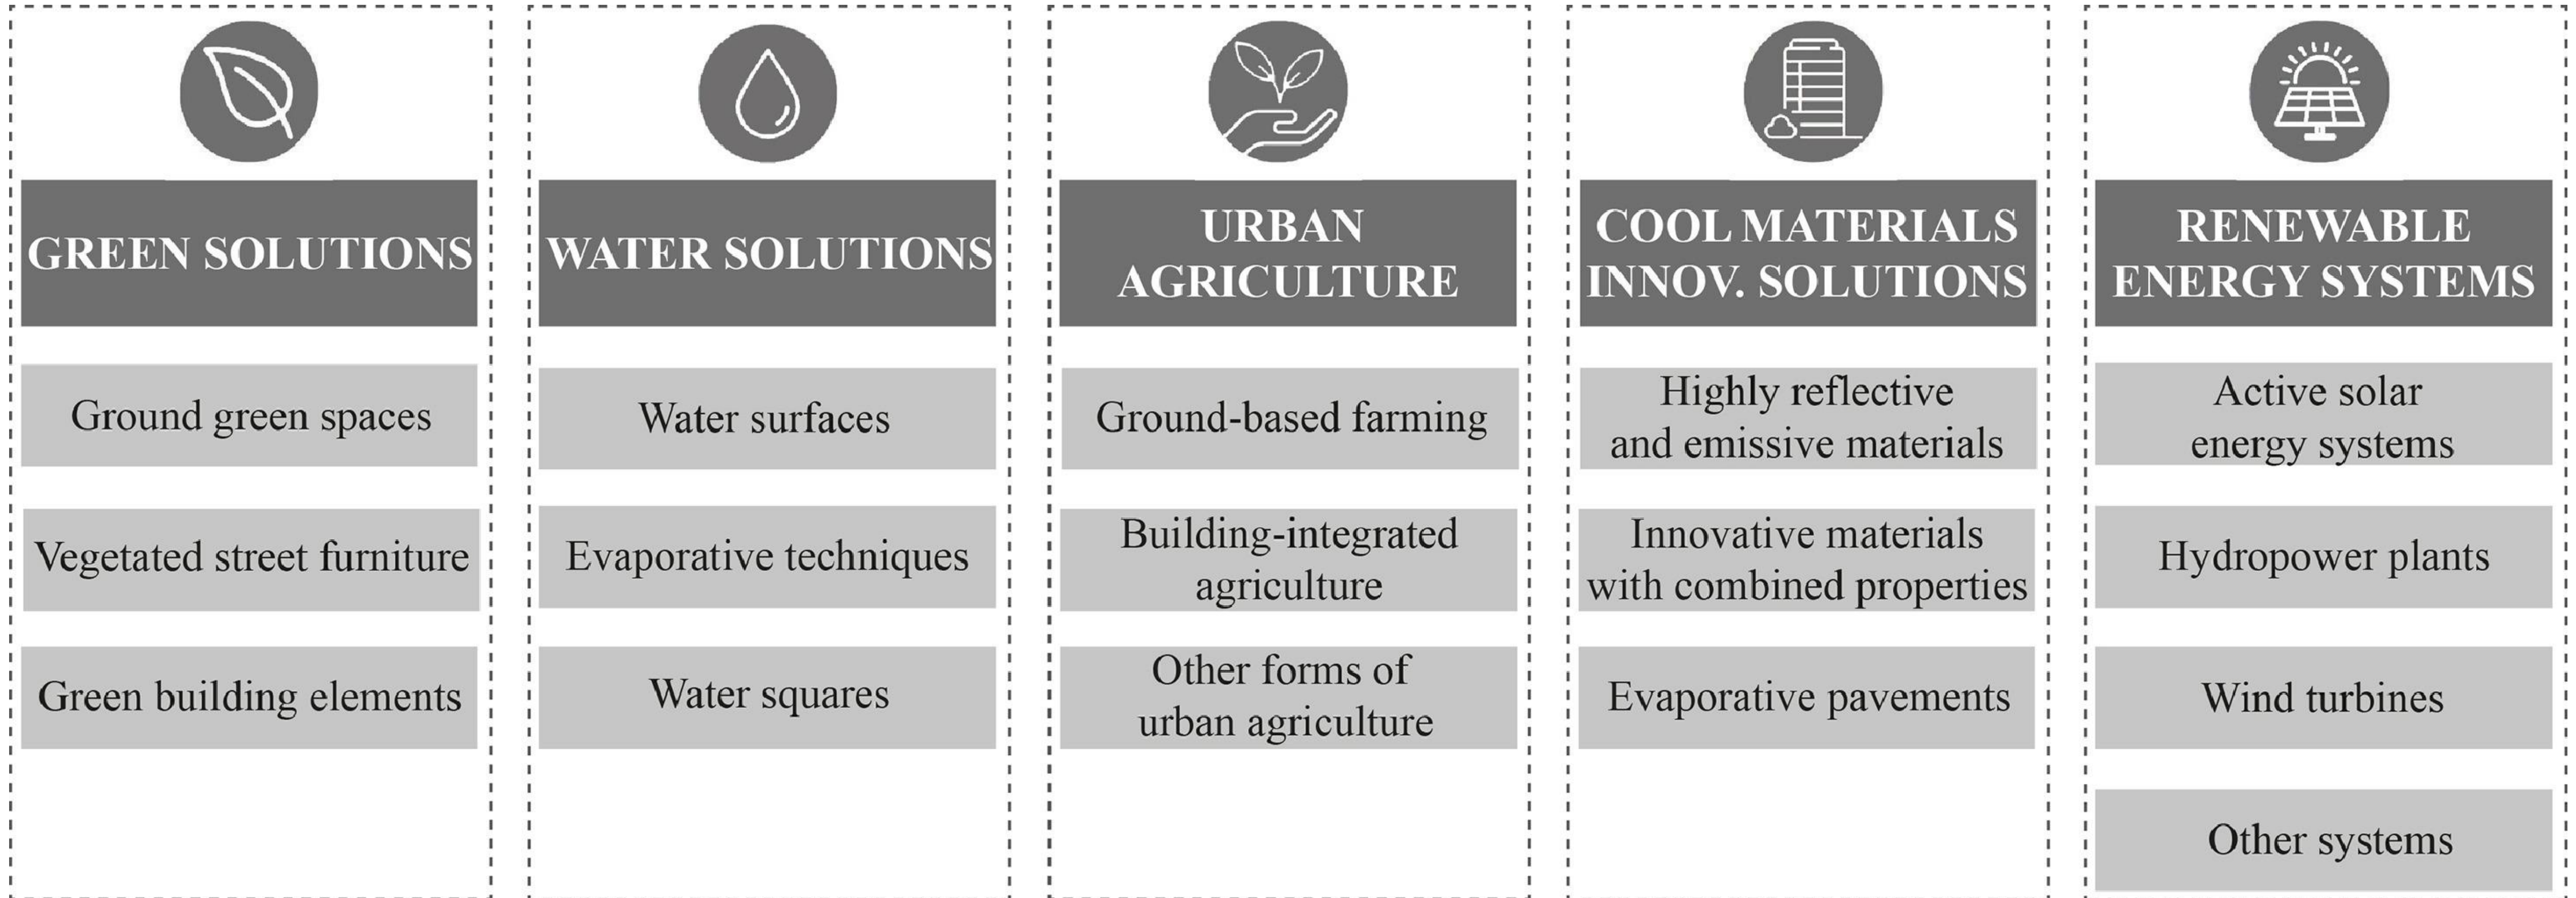 GREEN SOLUTIONS
Ground green spaces
Vegetated street furniture
Green building elements
WATER SOLUTIONS
Water surfaces
Evaporative techniques
Water squares
URBAN
AGRICULTURE
Ground-based farming
Building-integrated
agriculture
Other forms of
urban agriculture
COOL MATERIALS
INNOV. SOLUTIONS
Highly reflective
and emissive materials
Innovative materials
with combined properties
Evaporative pavements
RENEWABLE
ENERGY SYSTEMS
Active solar
energy systems
Hydropower plants
Wind turbines
Other systems